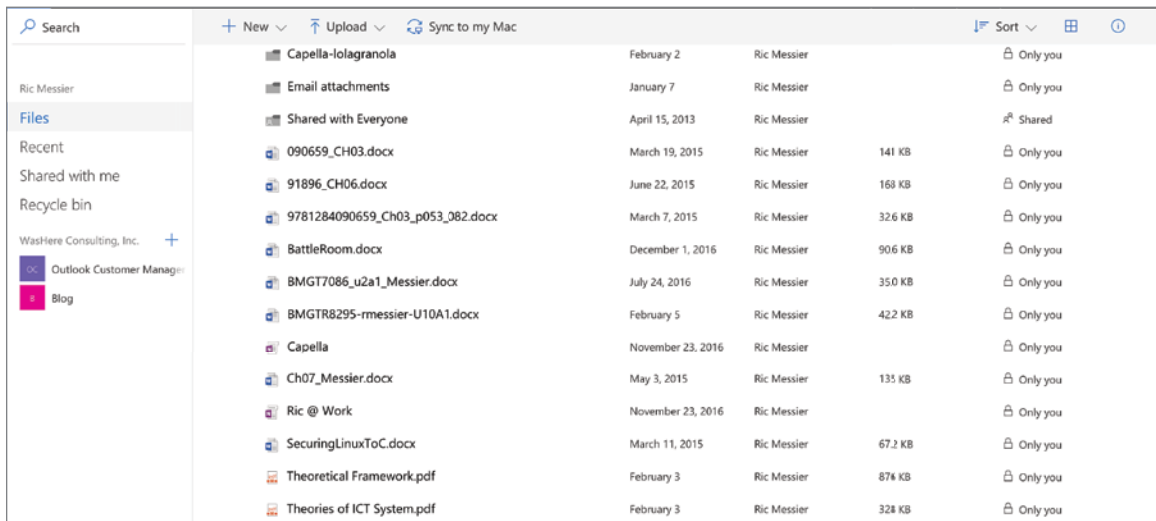 Search
Ric Messier
Files
Recent
Shared with me
Recycle bin
WasHere Consulting, Inc.
OC Outlook Customer Manager
B Blog
New Upload Sync to my Mac Sort
Capella-lolagranola February 2 Ric Messier Only you
Email attachments January 7 Ric Messier Only you
Shared with Everyone April 15, 2013 Ric Messier Shared
090659_CH03.docx March 19, 2015 Ric Messier 141 KB Only you
91896_CH06.docx June 22, 2015 Ric Messier 168 KB Only you
9781284090659_Ch03_p053_082.docx March 7, 2015 Ric Messier 326 KB Only you
BattleRoom.docx December 1, 2016 Ric Messier 90.6 KB Only you
BMGT7086_u2a1_Messier.docx July 24, 2016 Ric Messier 35.0 KB Only you
BMGTR8295-rmessier-U10A1.docx February 5 Ric Messier 42.2 KB Only you
Capella November 23, 2016 Ric Messier Only you
Ch07_Messier.docx May 3, 2015 Ric Messier 135 KB Only you
Ric @ Work November 23, 2016 Ric Messier Only you
SecuringLinuxToC.docx March 11, 2015 Ric Messier 67.2 KB Only you
Theoretical Framework.pdf February 3 Ric Messier 876 KB Only you
Theories of ICT System.pdf February 3 Ric Messier 328 KB Only you